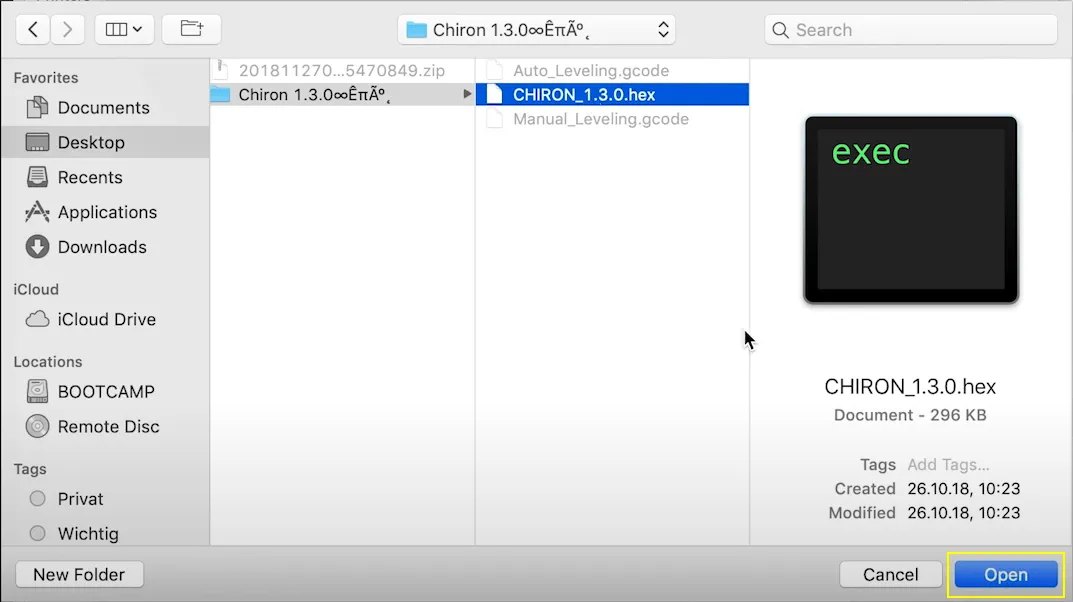 Chiron 1.3.0∞ÊπÃº˛
Search
Favorites
Documents
Desktop
Recents
Applications
Downloads
iCloud
iCloud Drive
Locations
BOOTCAMP
Remote Disc
Tags
Privat
Wichtig
201811270...5470849.zip
Chiron 1.3.0∞ÊπÃº˛
Auto_Leveling.gcode
CHIRON_1.3.0.hex
Manual_Leveling.gcode
exec
CHIRON_1.3.0.hex
Document - 296 KB
Tags Add Tags...
Created 26.10.18, 10:23
Modified 26.10.18, 10:23
New Folder
Cancel
Open